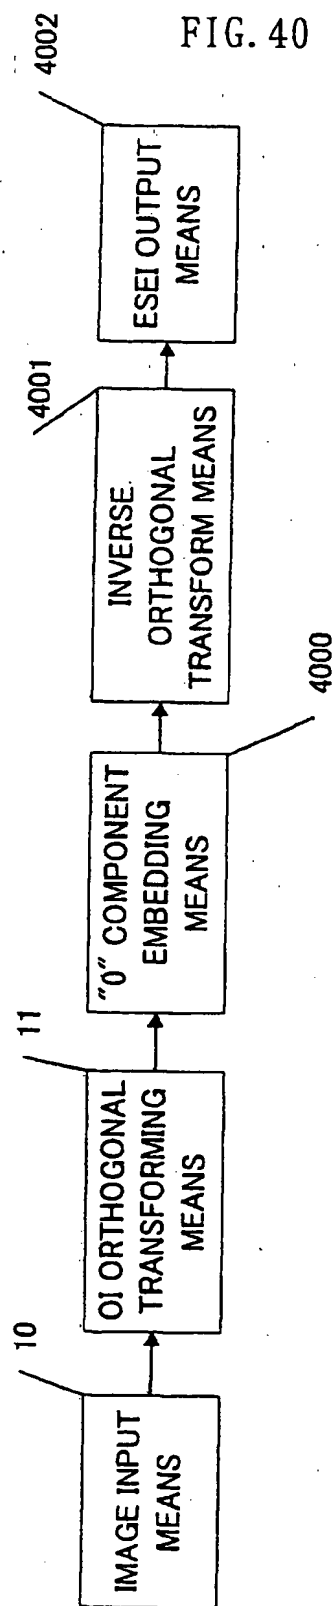 FIG. 40
10
IMAGE INPUT
MEANS
11
OI ORTHOGONAL
TRANSFORMING
MEANS
"0" COMPONENT
EMBEDDING
MEANS
4000
4001
INVERSE
ORTHOGONAL
TRANSFORM MEANS
4002
ESEI OUTPUT
MEANS